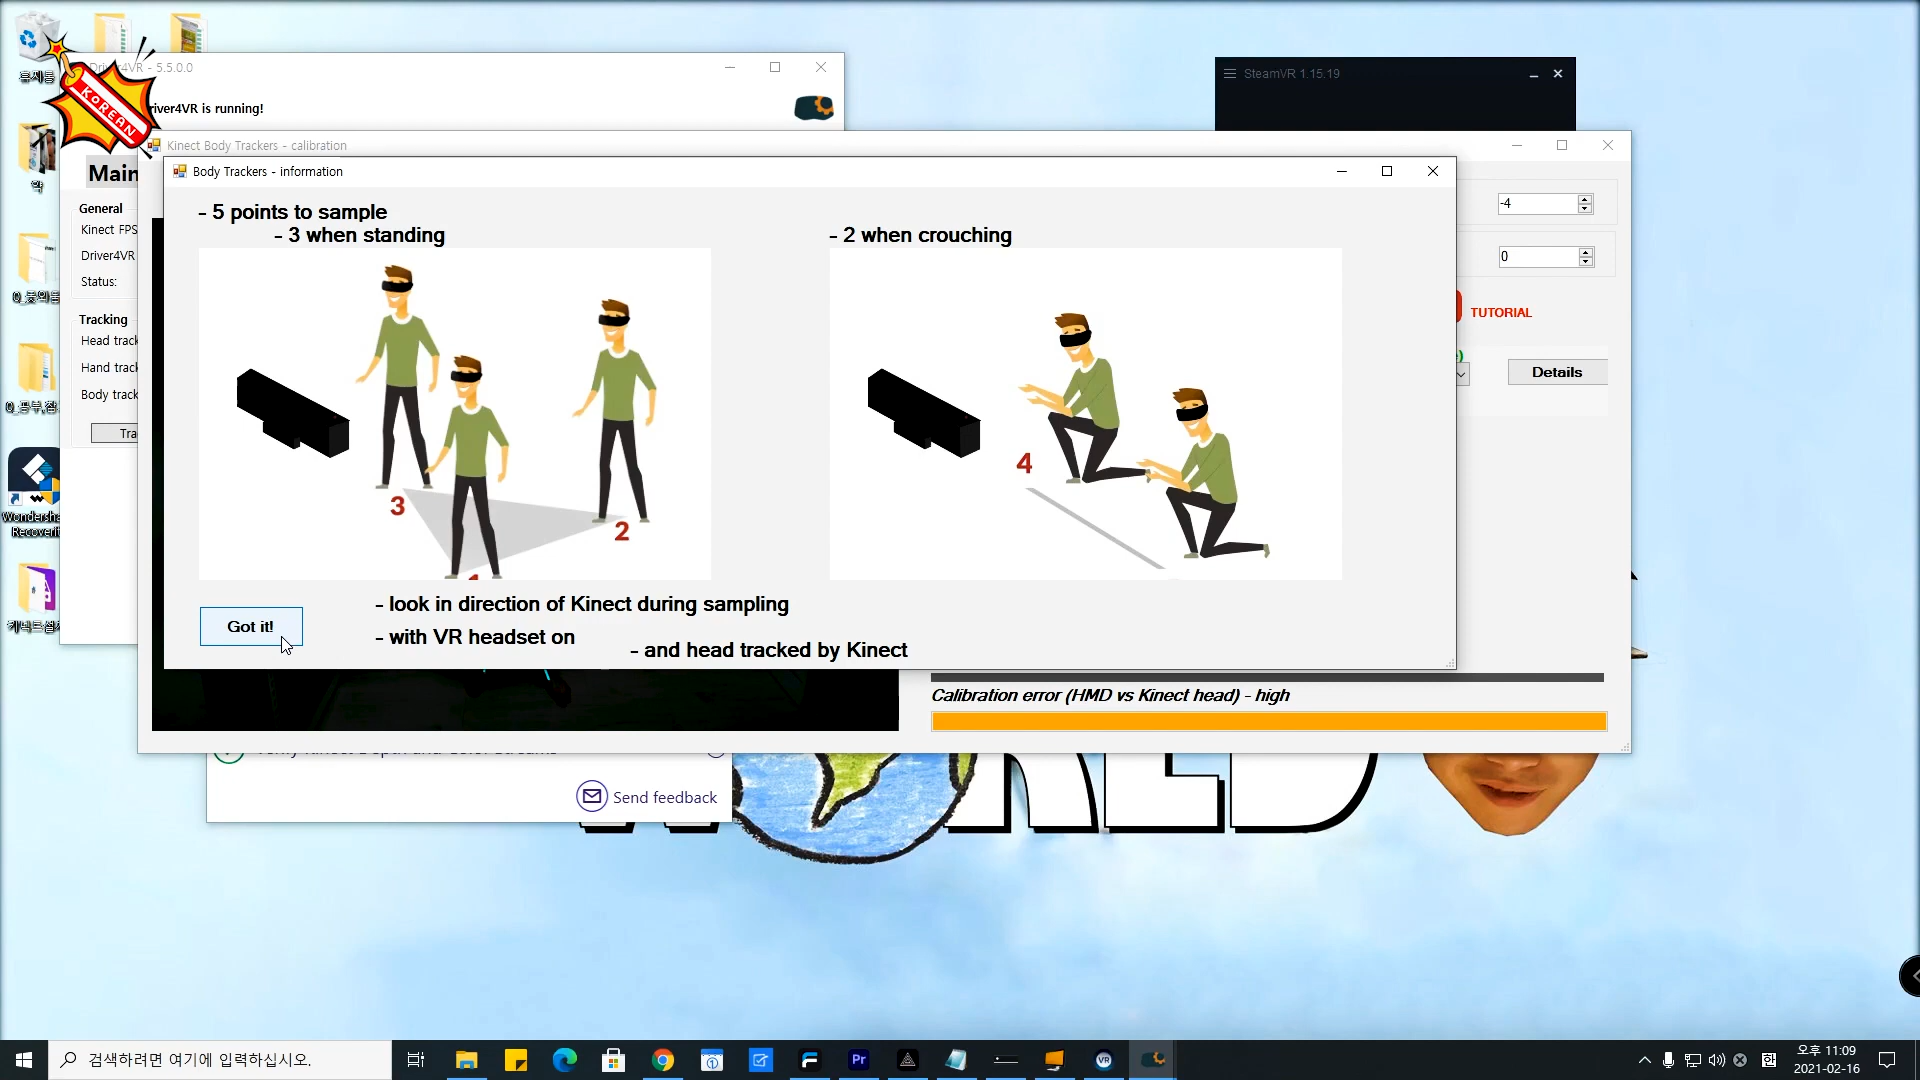 휴지통
KOREAN
Driver4VR - 5.5.0.0
river4VR is running!
SteamVR 1.15.19
Kinect Body Trackers - calibration
Main
Body Trackers - information
General
Kinect FPS
Driver4VR
Status:
Tracking
Head track
Hand track
Body track
Tra
- 5 points to sample
- 3 when standing
- 2 when crouching
3
2
4
- look in direction of Kinect during sampling
- with VR headset on
- and head tracked by Kinect
Got it!
-4
0
TUTORIAL
Details
Calibration error (HMD vs Kinect head) - high
Send feedback
Wondersha
Recoverit
검색하려면 여기에 입력하십시오.
Pr
VR
한
오후 11:09
2021-02-16